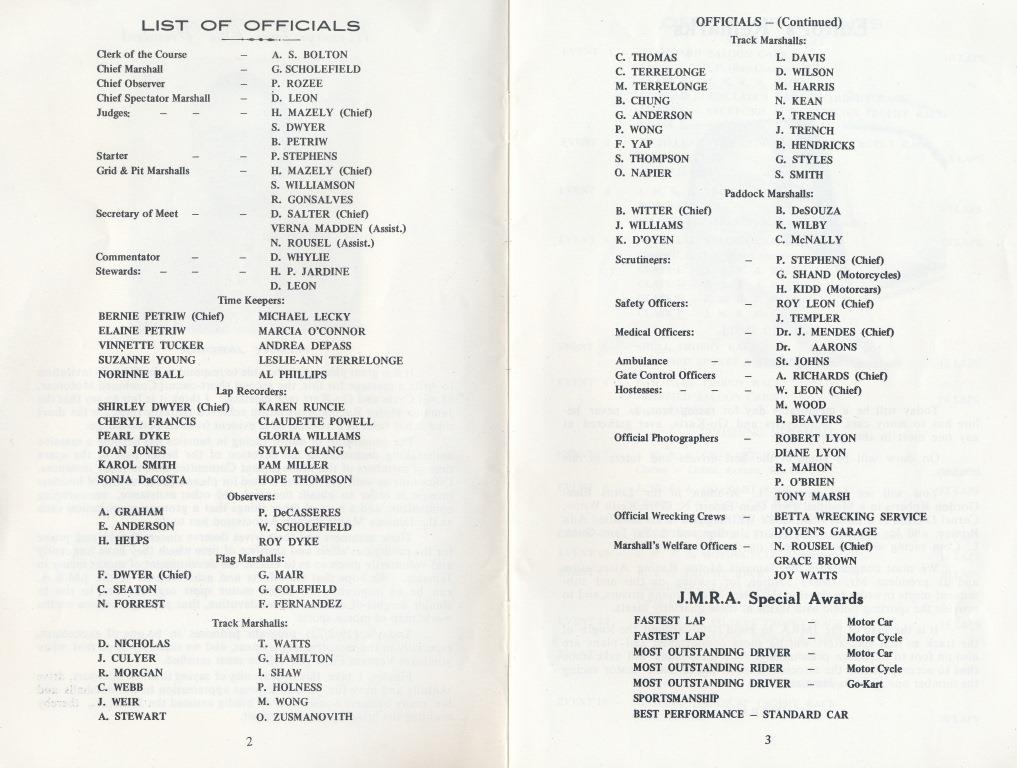 LIST OF OFFICIALS
Clerk of the Course – A. S. BOLTON
Chief Marshall – G. SCHOLEFIELD
Chief Observer – P. ROZEE
Chief Spectator Marshall – D. LEON
Judges: – – – H. MAZELY (Chief)
S. DWYER
B. PETRIW
Starter – – P. STEPHENS
Grid & Pit Marshalls – H. MAZELY (Chief)
S. WILLIAMSON
R. GONSALVES
Secretary of Meet – – D. SALTER (Chief)
VERNA MADDEN (Assist.)
N. ROUSEL (Assist.)
Commentator – – D. WHYLIE
Stewards: – – – H. P. JARDINE
D. LEON
Time Keepers:
BERNIE PETRIW (Chief) MICHAEL LECKY
ELAINE PETRIW MARCIA O'CONNOR
VINNETTE TUCKER ANDREA DEPASS
SUZANNE YOUNG LESLIE-ANN TERRELONGE
NORINNE BALL AL PHILLIPS
Lap Recorders:
SHIRLEY DWYER (Chief) KAREN RUNCIE
CHERYL FRANCIS CLAUDETTE POWELL
PEARL DYKE GLORIA WILLIAMS
JOAN JONES SYLVIA CHANG
KAROL SMITH PAM MILLER
SONJA DaCOSTA HOPE THOMPSON
Observers:
A. GRAHAM P. DeCASSERES
E. ANDERSON W. SCHOLEFIELD
H. HELPS ROY DYKE
Flag Marshalls:
F. DWYER (Chief) G. MAIR
C. SEATON G. COLEFIELD
N. FORREST F. FERNANDEZ
Track Marshalls:
D. NICHOLAS T. WATTS
J. CULYER G. HAMILTON
R. MORGAN I. SHAW
C. WEBB P. HOLNESS
J. WEIR M. WONG
A. STEWART O. ZUSMANOVITH
2
OFFICIALS – (Continued)
Track Marshalls:
C. THOMAS L. DAVIS
C. TERRELONGE D. WILSON
M. TERRELONGE M. HARRIS
B. CHUNG N. KEAN
G. ANDERSON P. TRENCH
P. WONG J. TRENCH
F. YAP B. HENDRICKS
S. THOMPSON G. STYLES
O. NAPIER S. SMITH
Paddock Marshalls:
B. WITTER (Chief) B. DeSOUZA
J. WILLIAMS K. WILBY
K. D'OYEN C. McNALLY
Scrutineers: – P. STEPHENS (Chief)
G. SHAND (Motorcycles)
H. KIDD (Motorcars)
Safety Officers: – ROY LEON (Chief)
J. TEMPLER
Medical Officers: – Dr. J. MENDES (Chief)
Dr. AARONS
Ambulance – – St. JOHNS
Gate Control Officers – A. RICHARDS (Chief)
Hostesses: – W. LEON (Chief)
M. WOOD
B. BEAVERS
Official Photographers – ROBERT LYON
DIANE LYON
R. MAHON
P. O'BRIEN
TONY MARSH
Official Wrecking Crews – BETTA WRECKING SERVICE
D'OYEN'S GARAGE
Marshall's Welfare Officers – N. ROUSEL (Chief)
GRACE BROWN
JOY WATTS
J.M.R.A. Special Awards
FASTEST LAP – Motor Car
FASTEST LAP – Motor Cycle
MOST OUTSTANDING DRIVER – Motor Car
MOST OUTSTANDING RIDER – Motor Cycle
MOST OUTSTANDING DRIVER – Go-Kart
SPORTSMANSHIP
BEST PERFORMANCE – STANDARD CAR
3